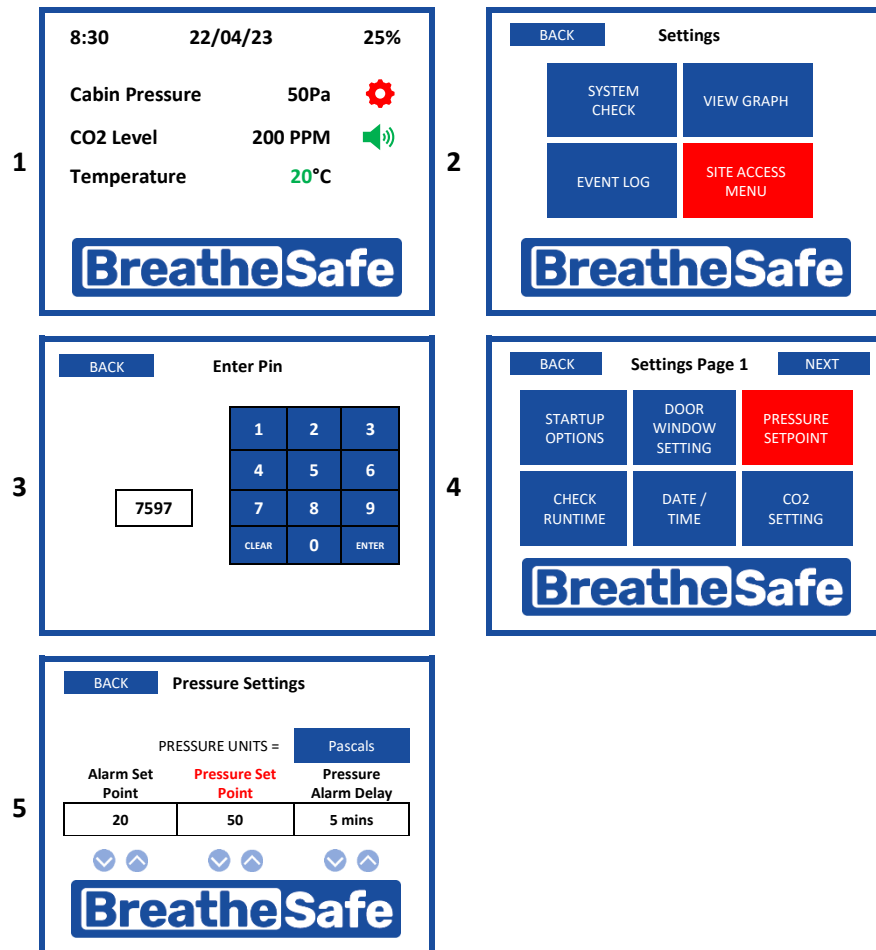 1
8:30 22/04/23 25%
Cabin Pressure 50Pa
CO2 Level 200 PPM
Temperature 20°C
BreatheSafe
2
BACK Settings
SYSTEM
CHECK
VIEW GRAPH
EVENT LOG
SITE ACCESS
MENU
BreatheSafe
3
BACK Enter Pin
1 2 3
4 5 6
7597
7 8 9
CLEAR 0 ENTER
4
BACK Settings Page 1 NEXT
STARTUP
OPTIONS
DOOR
WINDOW
SETTING
PRESSURE
SETPOINT
CHECK
RUNTIME
DATE /
TIME
CO2
SETTING
BreatheSafe
5
BACK Pressure Settings
PRESSURE UNITS = Pascals
Alarm Set
Point
Pressure Set
Point
Pressure
Alarm Delay
20 50 5 mins
BreatheSafe